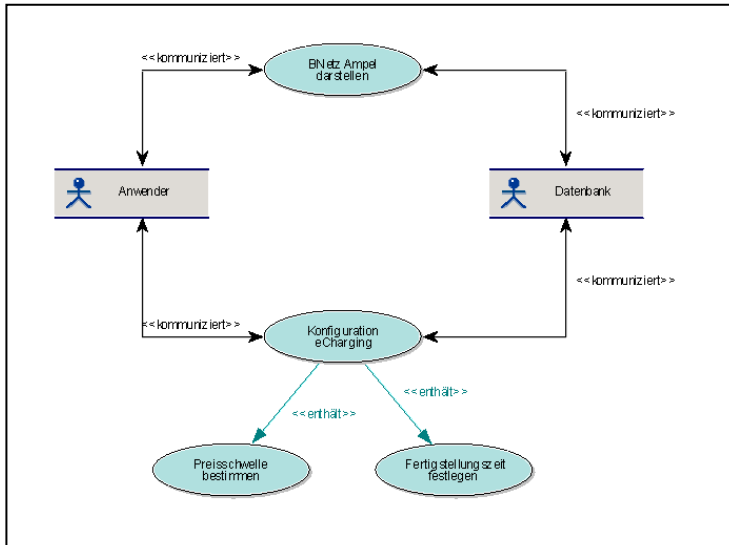 <<kommuniziert>>
BNetz Ampel
darstellen
<<kommuniziert>>
Anwender
Datenbank
<<kommuniziert>>
<<kommuniziert>>
Konfiguration
eCharging
<<enthält>>
<<enthält>>
Preisschwelle
bestimmen
Fertigstellungszeit
festlegen